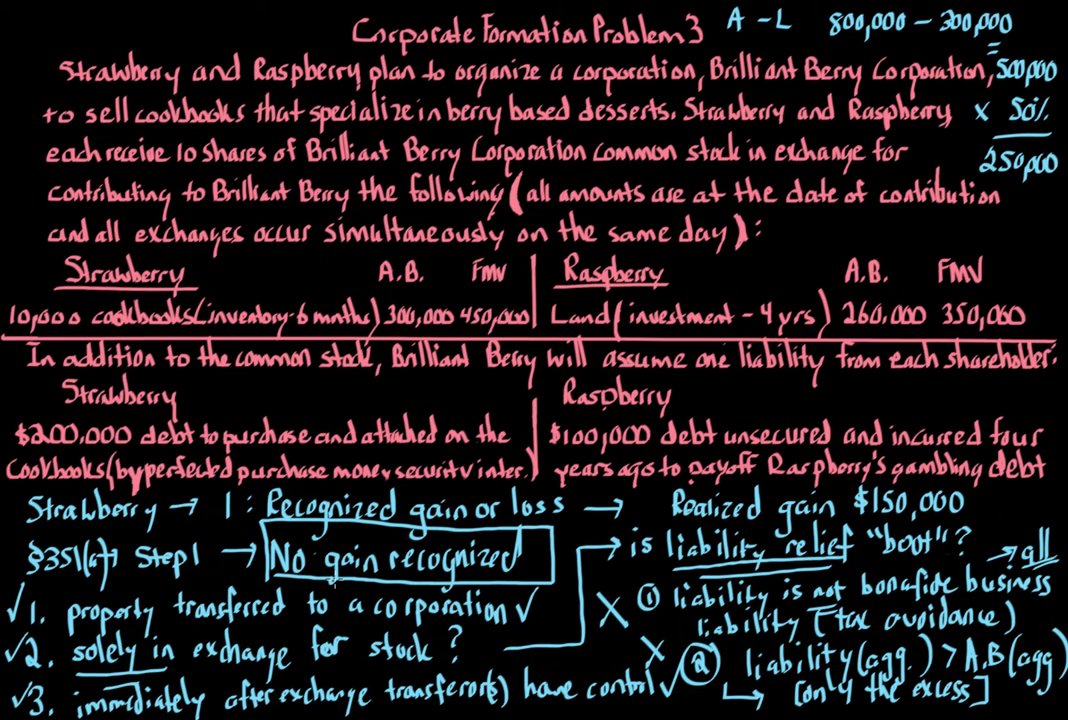 Corporate Formation Problem 3
A - L 800,000 - 300,000
= 500,000
x 50%
250,000
Strawberry and Raspberry plan to organize a corporation, Brilliant Berry Corporation,
to sell cookbooks that specialize in berry based desserts. Strawberry and Raspberry
each receive 10 shares of Brilliant Berry Corporation common stock in exchange for
contributing to Brilliant Berry the following (all amounts are at the date of contribution
and all exchanges occur simultaneously on the same day):
Strawberry A.B. FMV
10,000 cookbooks (inventory-6 months) 300,000 450,000
Raspberry A.B. FMV
Land (investment - 4 yrs) 260,000 350,000
In addition to the common stock, Brilliant Berry will assume one liability from each shareholder:
Strawberry
$200,000 debt to purchase and attached on the
cookbooks (by perfected purchase money security inter.)
Raspberry
$100,000 debt unsecured and incurred four
years ago to payoff Raspberry's gambling debt
Strawberry → 1: Recognized gain or loss → Realized gain $150,000
§351(a) Step 1 → No gain recognized
✓ 1. property transferred to a corporation ✓
✓ 2. solely in exchange for stock?
✓ 3. immediately after exchange transferor(s) have control ✓
→ is liability relief "boot"?
X ① liability is not bonafide business → all
liability (tax avoidance)
X ② liability (agg.) > A.B (agg)
↳ [only the excess]